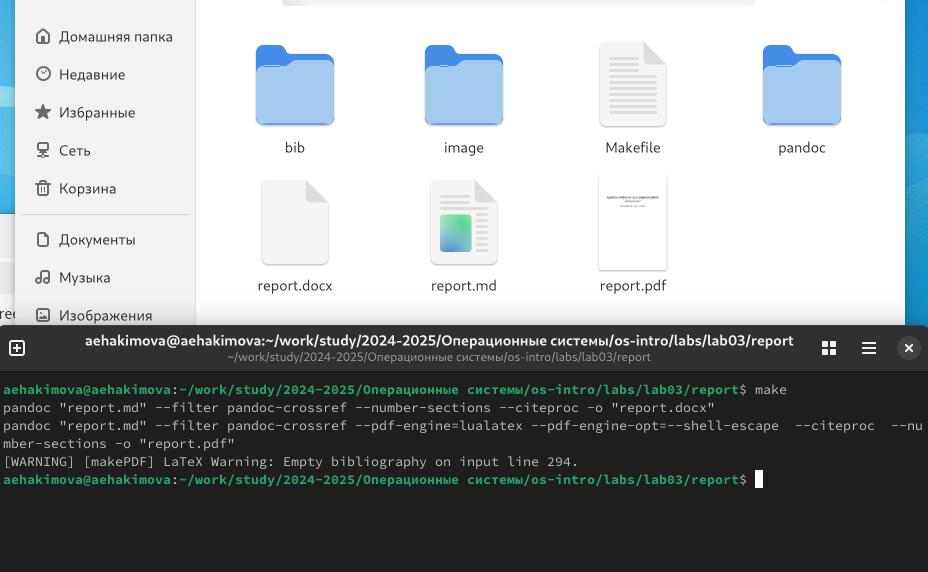 Домашняя папка
Недавние
Избранные
Сеть
Корзина
Документы
Музыка
Изображения
bib
image
Makefile
pandoc
report.docx
report.md
report.pdf
aehakimova@aehakimova:~/work/study/2024-2025/Операционные системы/os-intro/labs/lab03/report
~/work/study/2024-2025/Операционные системы/os-intro/labs/lab03/report
aehakimova@aehakimova:~/work/study/2024-2025/Операционные системы/os-intro/labs/lab03/report$ make
pandoc "report.md" --filter pandoc-crossref --number-sections --citeproc -o "report.docx"
pandoc "report.md" --filter pandoc-crossref --pdf-engine=lualatex --pdf-engine-opt=--shell-escape  --citeproc  --nu
mber-sections -o "report.pdf"
[WARNING] [makePDF] LaTeX Warning: Empty bibliography on input line 294.
aehakimova@aehakimova:~/work/study/2024-2025/Операционные системы/os-intro/labs/lab03/report$